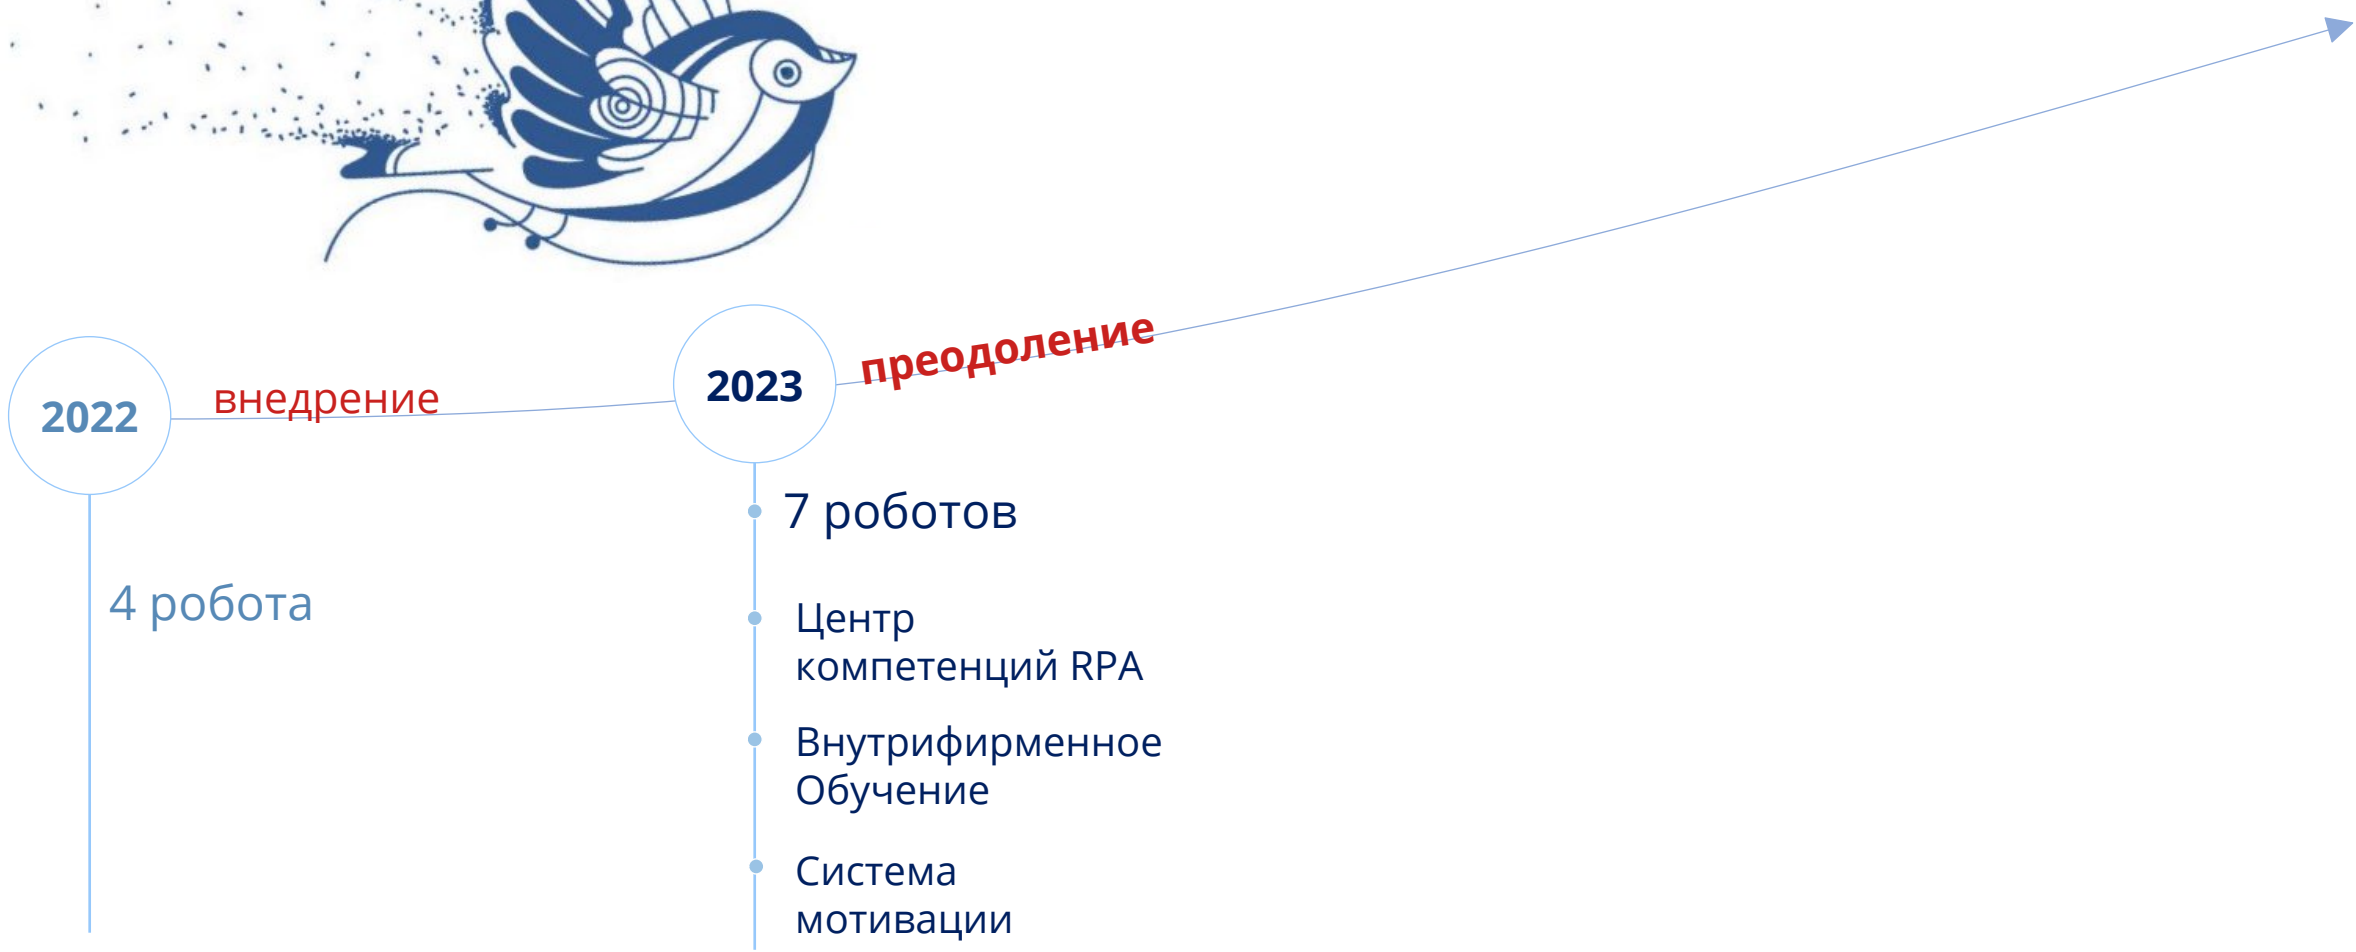 2022
внедрение
4 робота
2023
преодоление
7 роботов
Центр
компетенций RPA
Внутрифирменное
Обучение
Система
мотивации